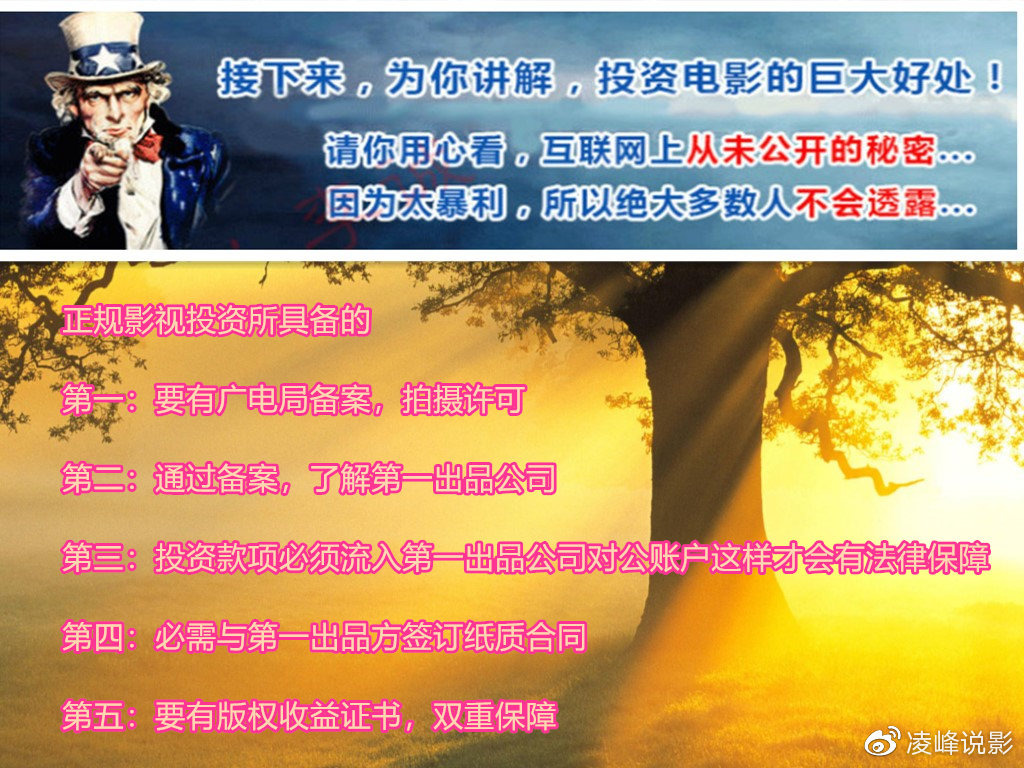 接下来，为你讲解，投资电影的巨大好处！
请你用心看，互联网上从未公开的秘密...
因为太暴利，所以绝大多数人不会透露...
正规影视投资所具备的
第一：要有广电局备案，拍摄许可
第二：通过备案，了解第一出品公司
第三：投资款项必须流入第一出品公司对公账户这样才会有法律保障
第四：必需与第一出品方签订纸质合同
第五：要有版权收益证书，双重保障
凌峰说影